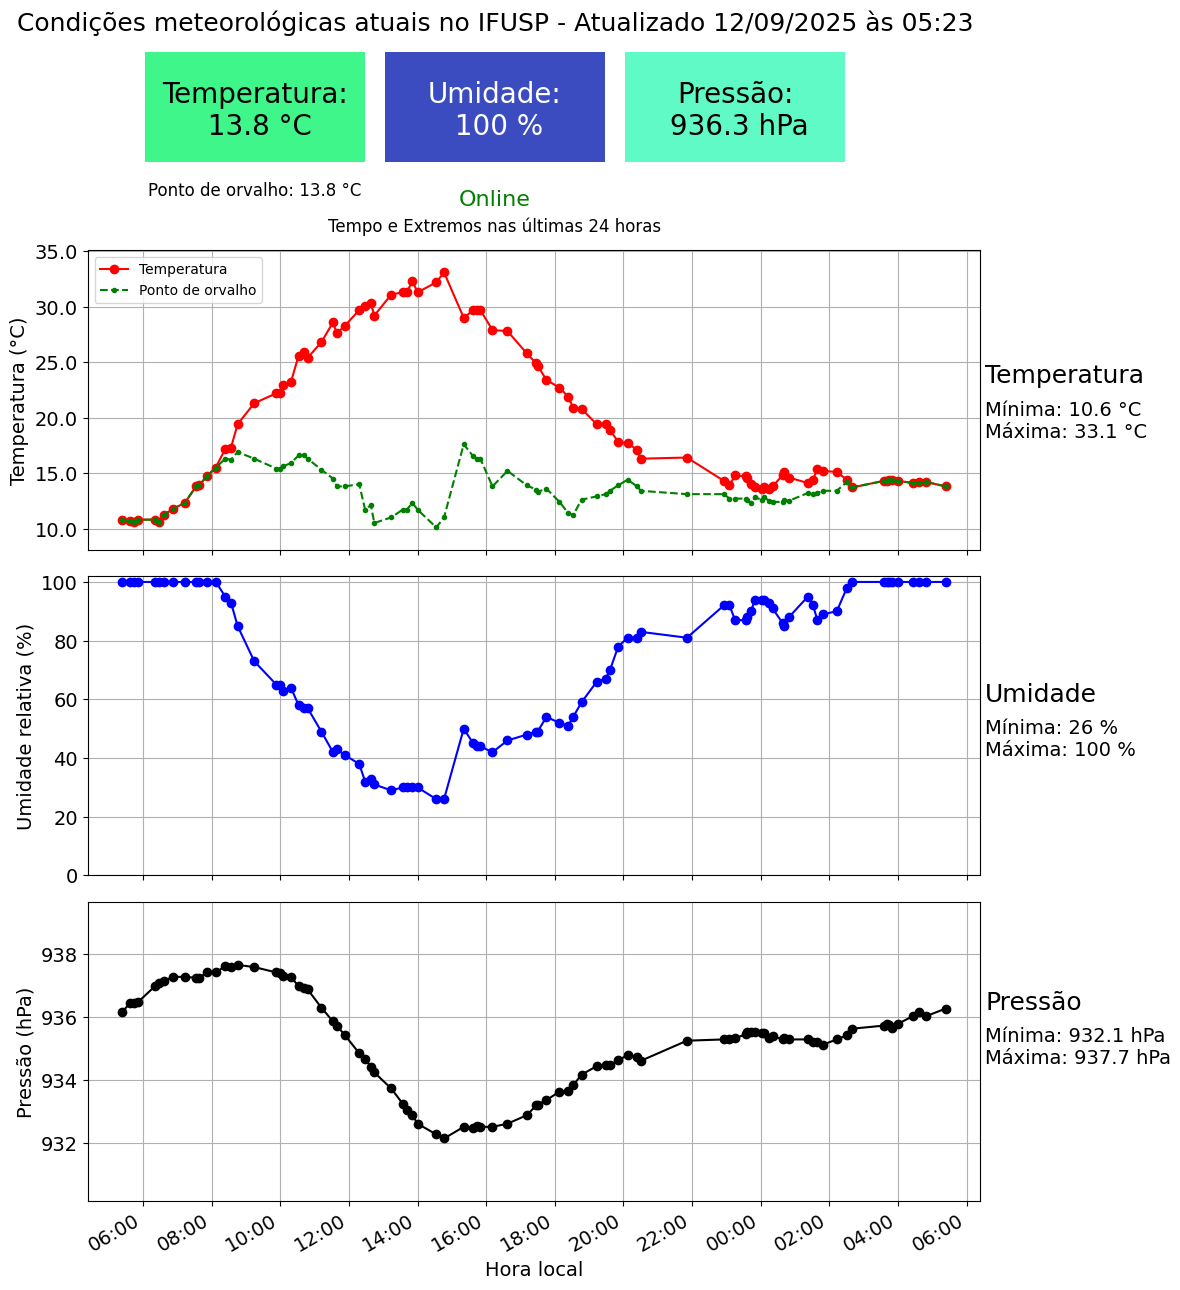 Condições meteorológicas atuais no IFUSP - Atualizado 12/09/2025 às 05:23
Temperatura:
13.8 °C
Umidade:
100 %
Pressão:
936.3 hPa
Ponto de orvalho: 13.8 °C
Online
Tempo e Extremos nas últimas 24 horas
35.0
30.0
25.0
20.0
15.0
10.0
Temperatura (°C)
Temperatura
Ponto de orvalho
Temperatura
Mínima: 10.6 °C
Máxima: 33.1 °C
100
80
60
40
20
0
Umidade relativa (%)
Umidade
Mínima: 26 %
Máxima: 100 %
938
936
934
932
Pressão (hPa)
Pressão
Mínima: 932.1 hPa
Máxima: 937.7 hPa
06:00
08:00
10:00
12:00
14:00
16:00
18:00
20:00
22:00
00:00
02:00
04:00
06:00
Hora local